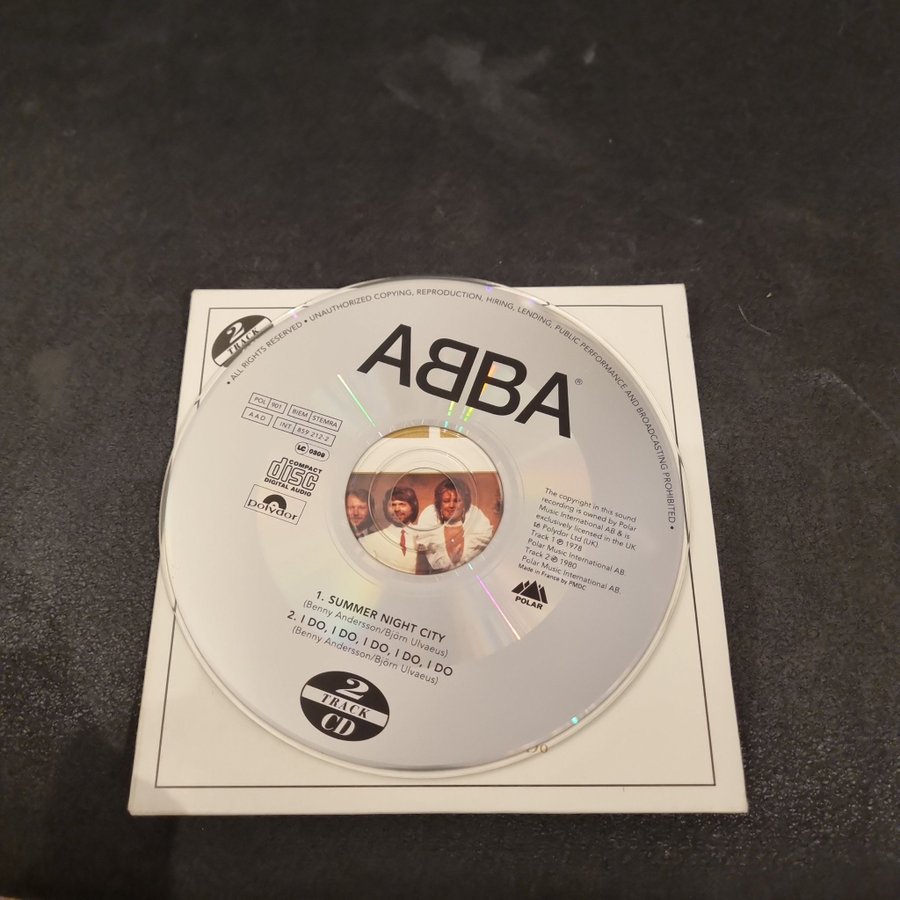 2
TRACK
• ALL RIGHTS RESERVED • UNAUTHORIZED COPYING, REPRODUCTION, HIRING, LENDING, PUBLIC PERFORMANCE AND BROADCASTING PROHIBITED •
ABBA®
POL 901 BIEM STEMRA
A.A.D. INT. 859 212-2
LC 0309
COMPACT
disc
DIGITAL AUDIO
polydor
The copyright in this sound
recording is owned by Polar
Music International AB & is
exclusively licensed in the UK
to Polydor Ltd (UK).
Track 1 ℗ 1978
Polar Music International AB.
Track 2 ℗ 1980
Polar Music International AB.
Made in France by PMDC
POLAR
1. SUMMER NIGHT CITY
(Benny Andersson/Björn Ulvaeus)
2. I DO, I DO, I DO, I DO, I DO
(Benny Andersson/Björn Ulvaeus)
2
TRACK
CD